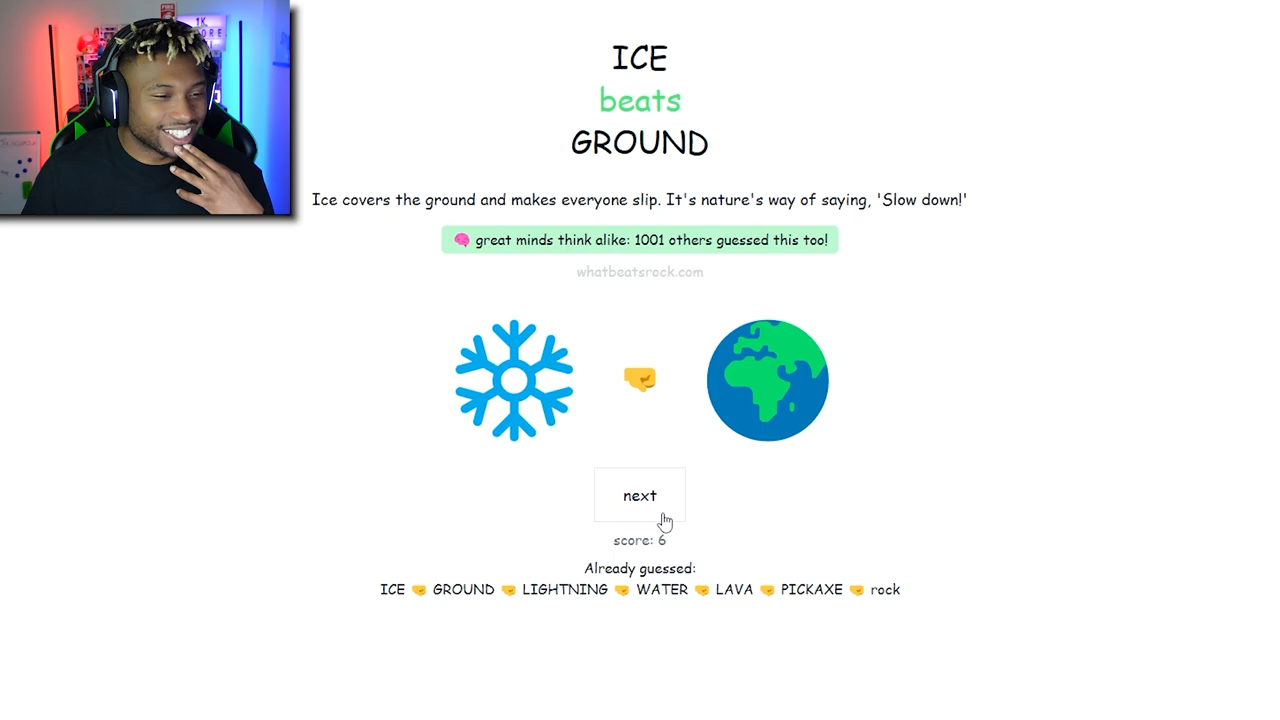 ICE
beats
GROUND
Ice covers the ground and makes everyone slip. It's nature's way of saying, 'Slow down!'
great minds think alike: 1001 others guessed this too!
whatbeatsrock.com
next
score: 6
Already guessed:
ICE 🤜 GROUND 🤜 LIGHTNING 🤜 WATER 🤜 LAVA 🤜 PICKAXE 🤜 rock